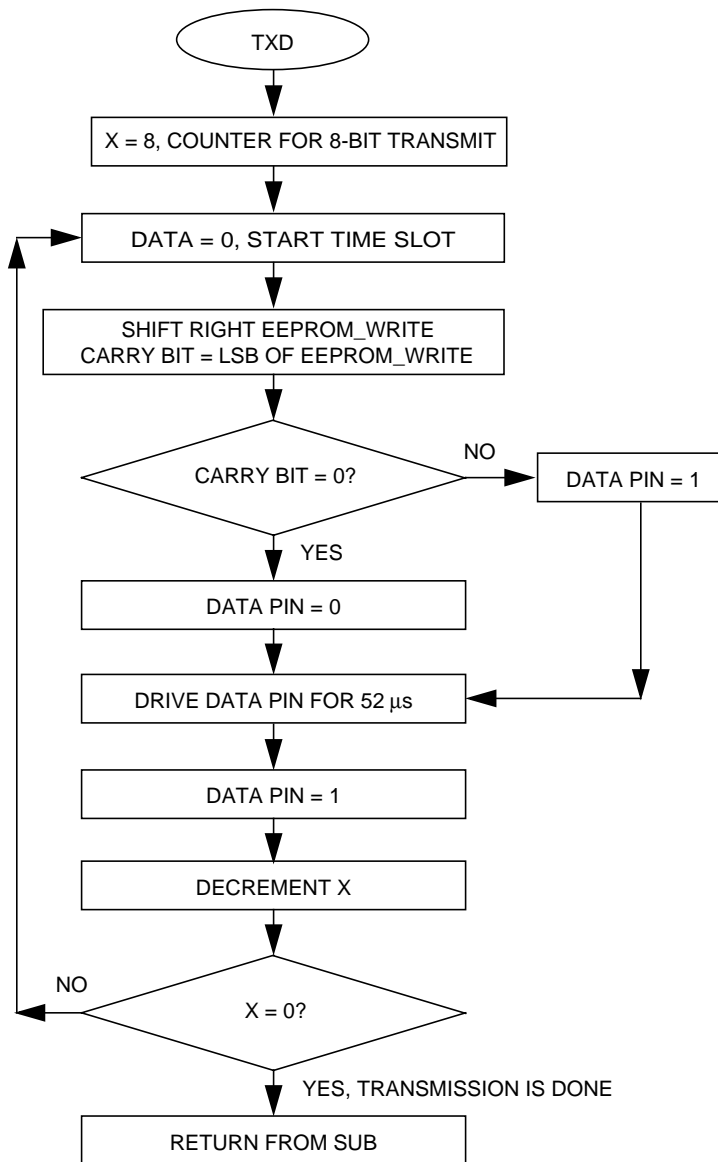 TXD
X = 8, COUNTER FOR 8-BIT TRANSMIT
DATA = 0, START TIME SLOT
SHIFT RIGHT EEPROM_WRITE
CARRY BIT = LSB OF EEPROM_WRITE
CARRY BIT = 0?
NO
DATA PIN = 1
YES
DATA PIN = 0
DRIVE DATA PIN FOR 52 µs
DATA PIN = 1
DECREMENT X
NO
X = 0?
YES, TRANSMISSION IS DONE
RETURN FROM SUB